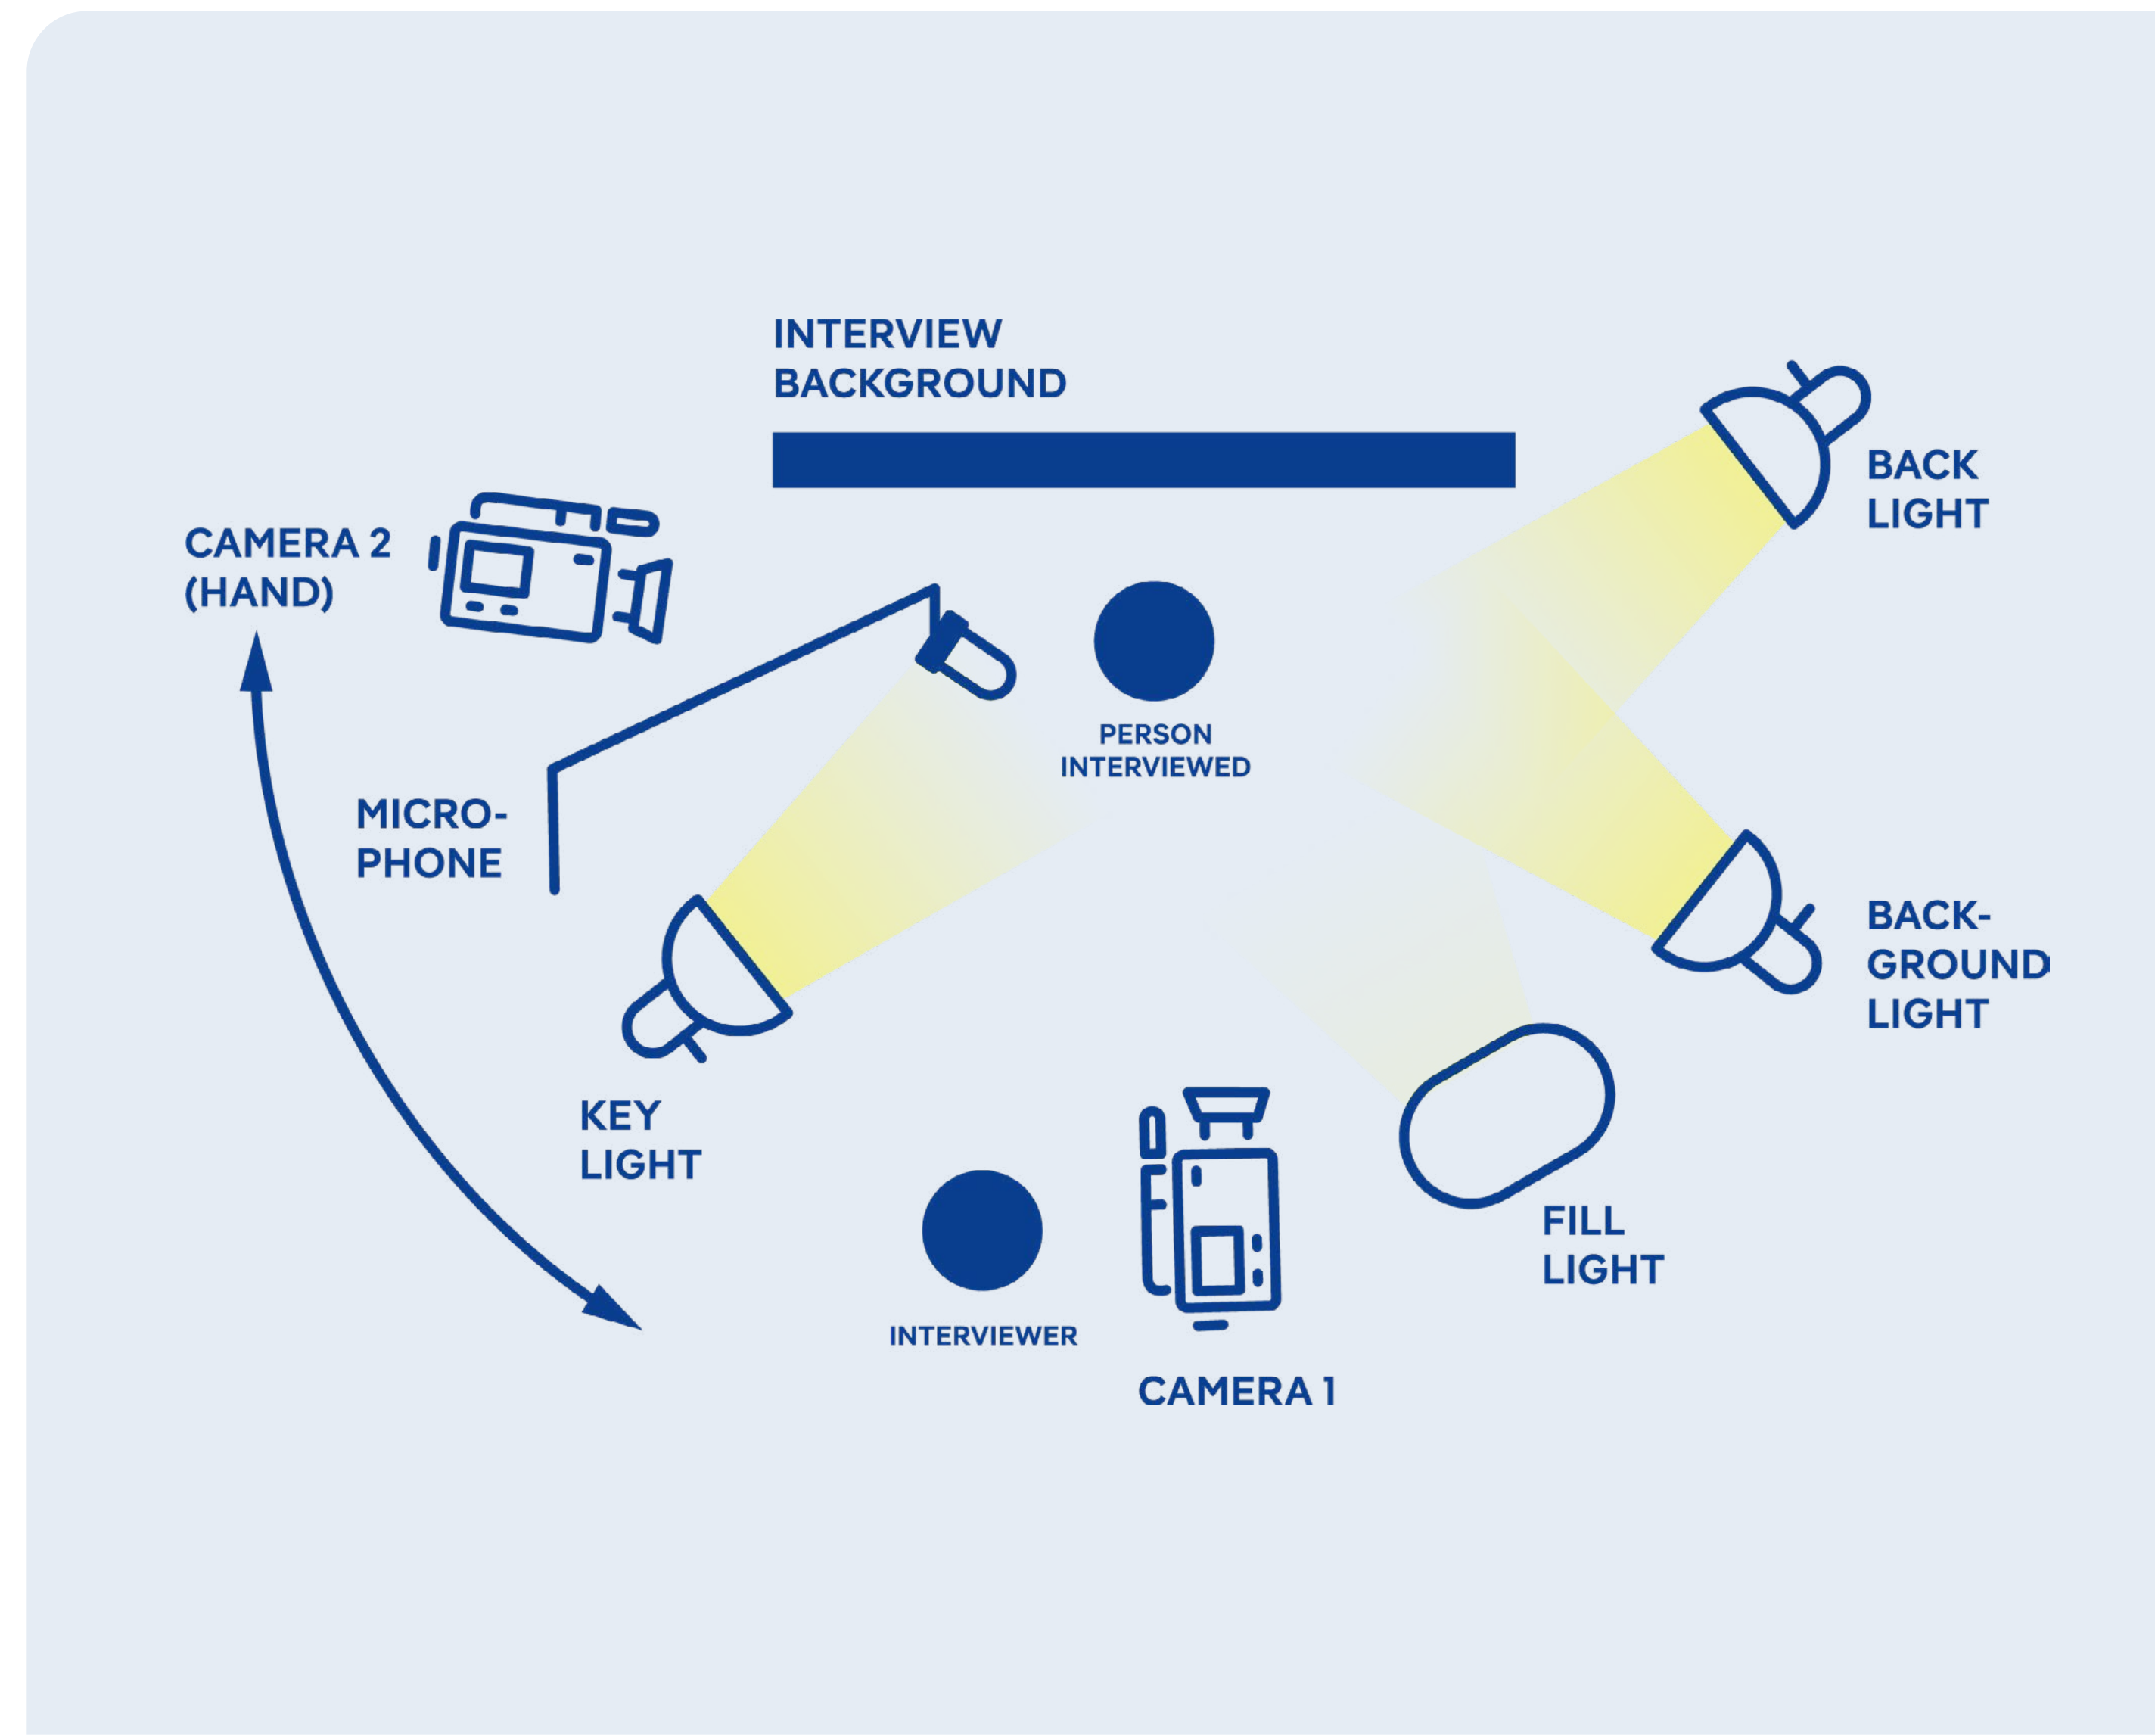 INTERVIEW
BACKGROUND
BACK
LIGHT
CAMERA 2
(HAND)
PERSON
INTERVIEWED
MICRO-
PHONE
BACK-
GROUND
LIGHT
KEY
LIGHT
FILL
LIGHT
INTERVIEWER
CAMERA 1